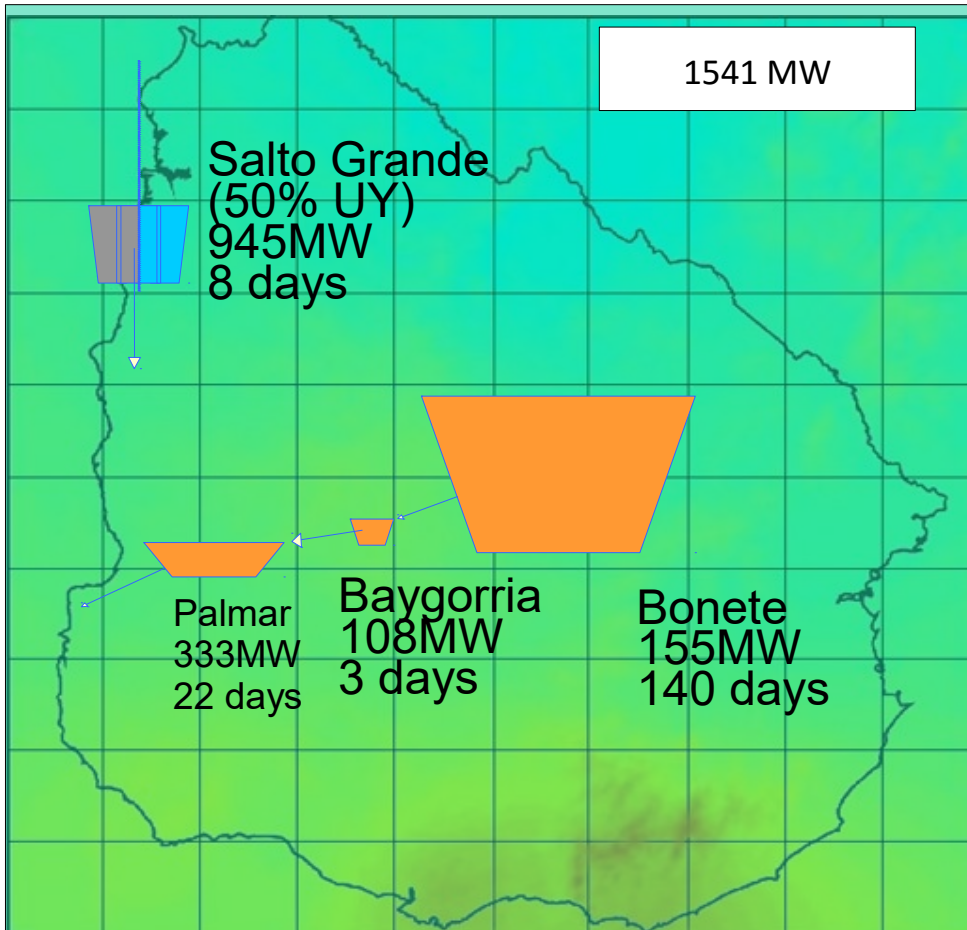 1541 MW
Salto Grande
(50% UY)
945MW
8 days
Palmar
333MW
22 days
Baygorria
108MW
3 days
Bonete
155MW
140 days